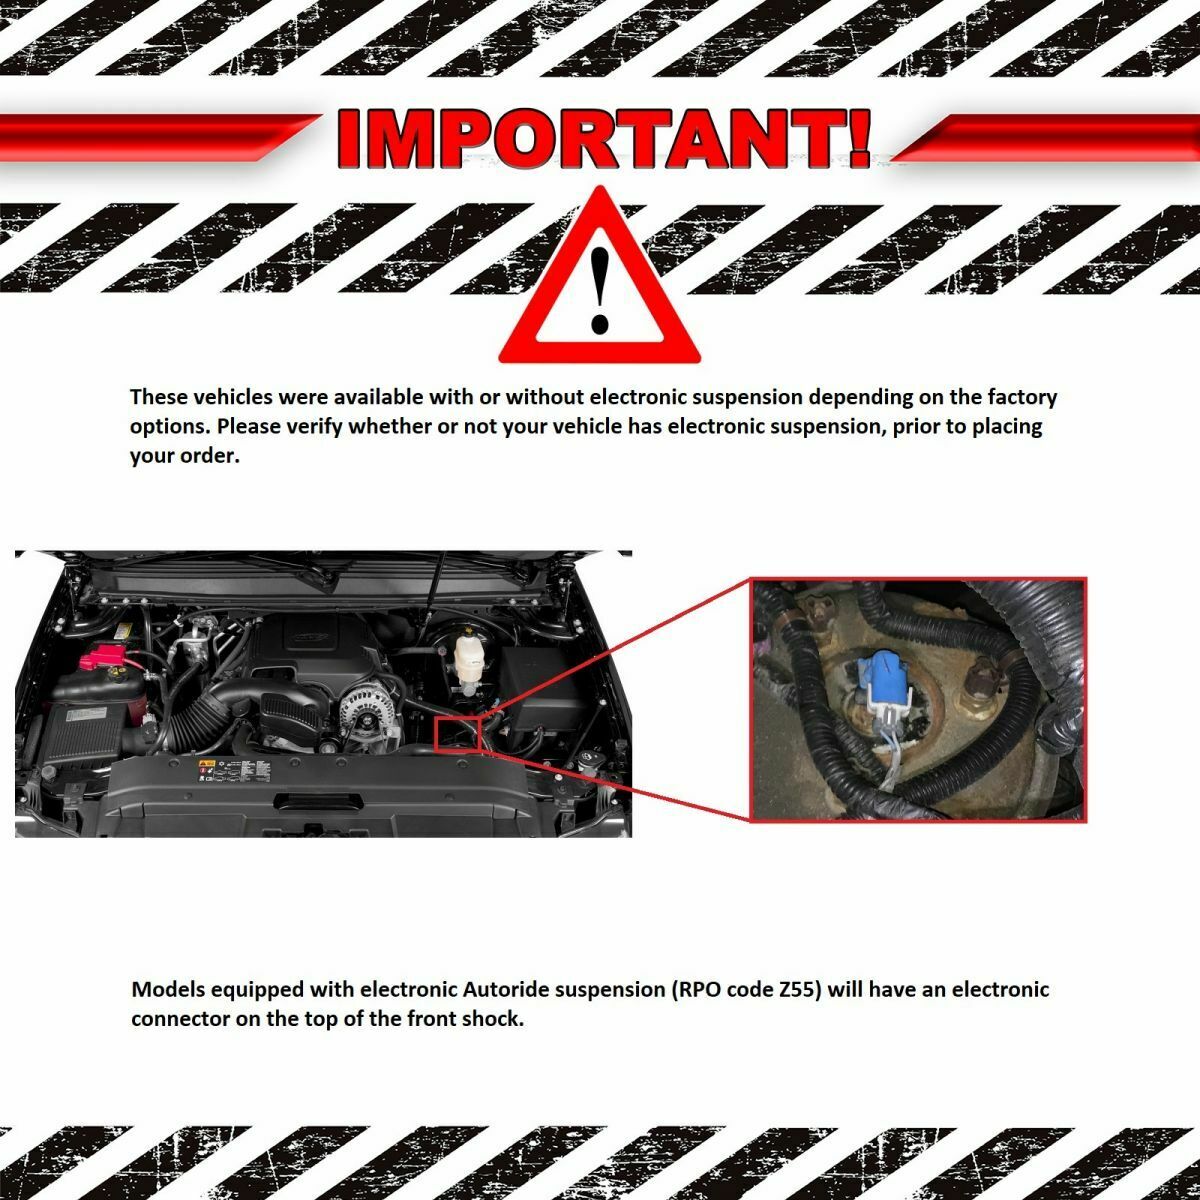 IMPORTANT!
These vehicles were available with or without electronic suspension depending on the factory
options. Please verify whether or not your vehicle has electronic suspension, prior to placing
your order.
Models equipped with electronic Autoride suspension (RPO code Z55) will have an electronic
connector on the top of the front shock.